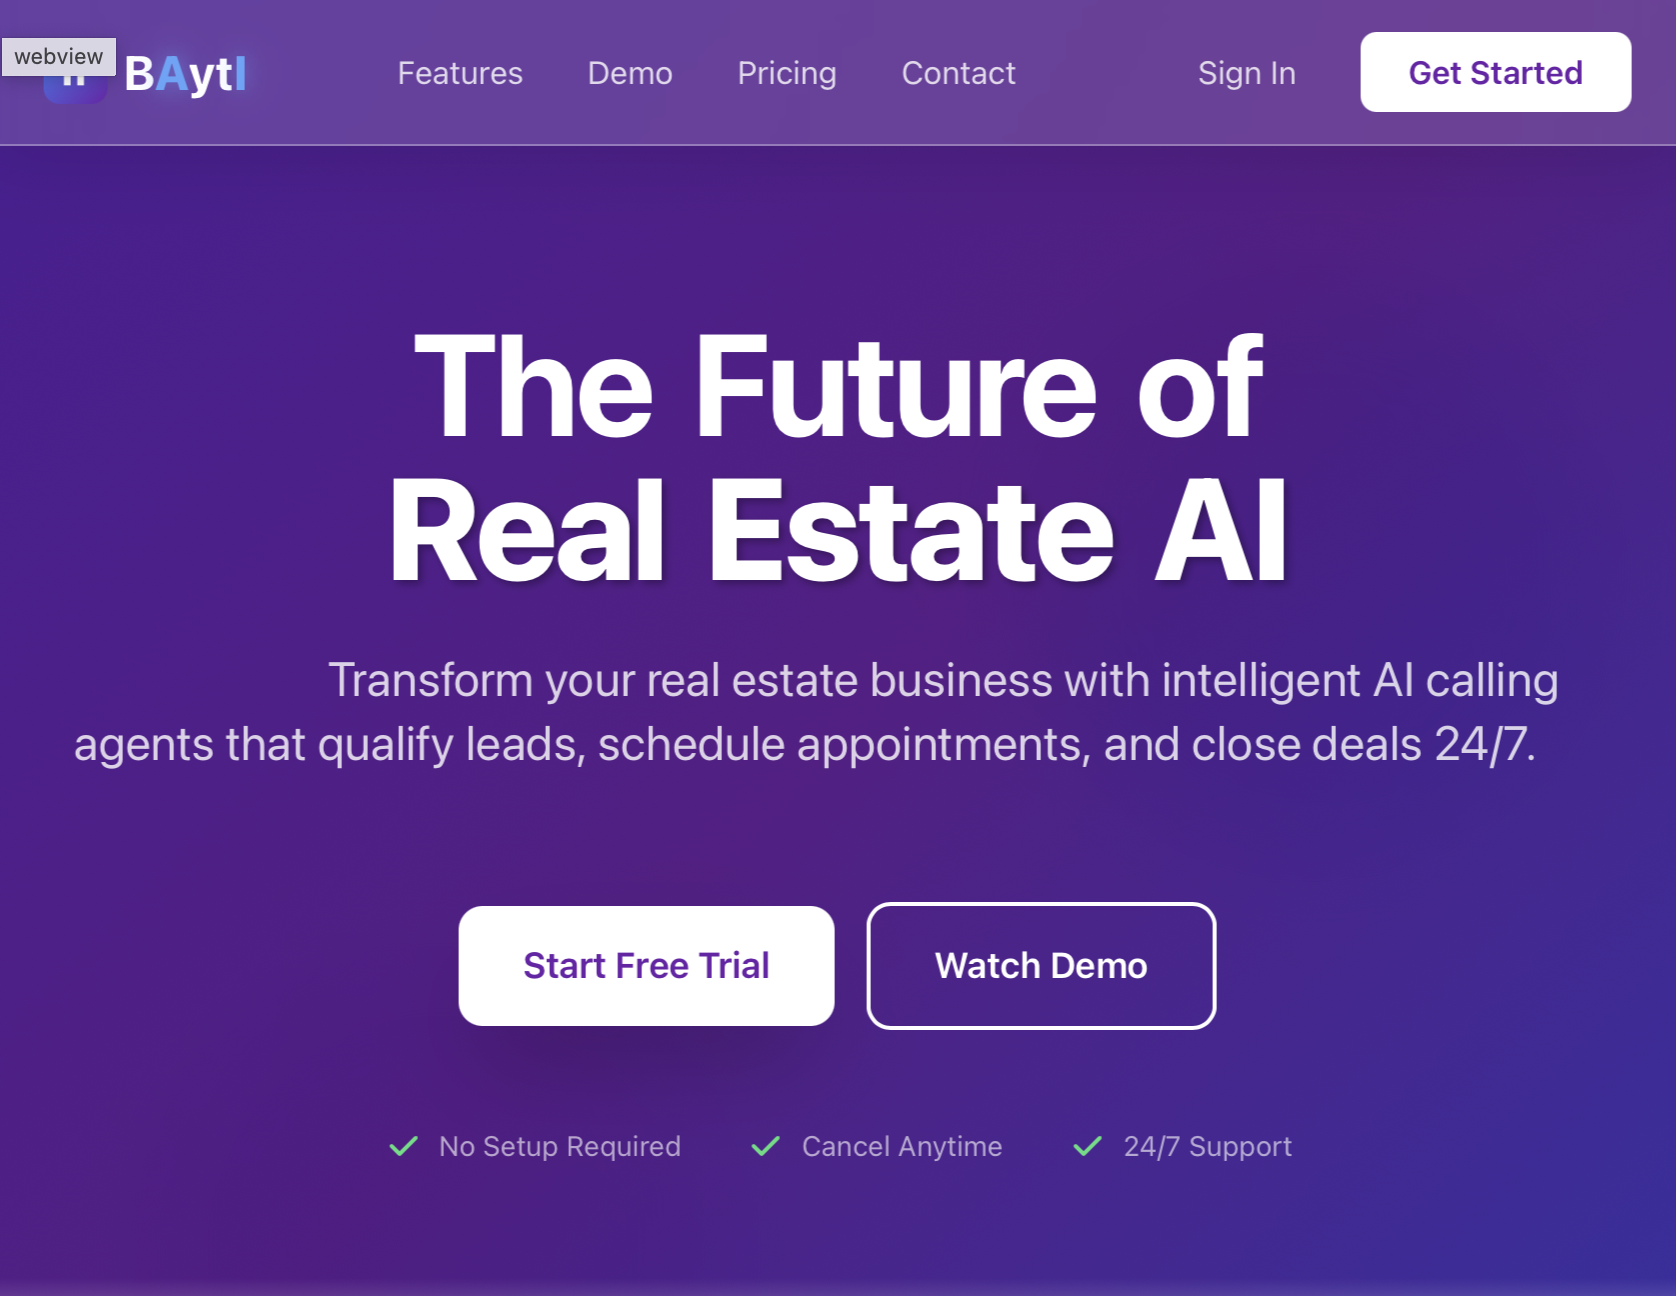 webview
BAytI
Features
Demo
Pricing
Contact
Sign In
Get Started
The Future of
Real Estate AI
Transform your real estate business with intelligent AI calling
agents that qualify leads, schedule appointments, and close deals 24/7.
Start Free Trial
Watch Demo
No Setup Required
Cancel Anytime
24/7 Support